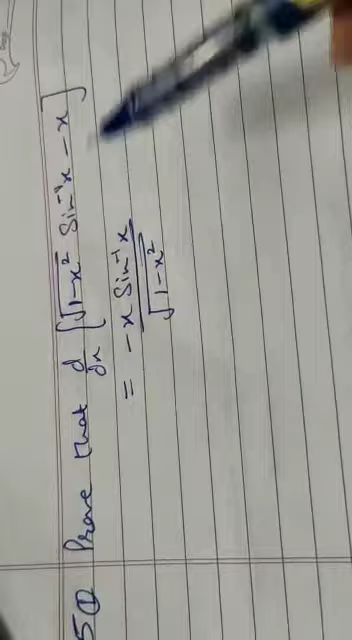 5Q Prove that d/dx [√1-x² Sin⁻¹x - x]
= -x Sin⁻¹x / √1-x²